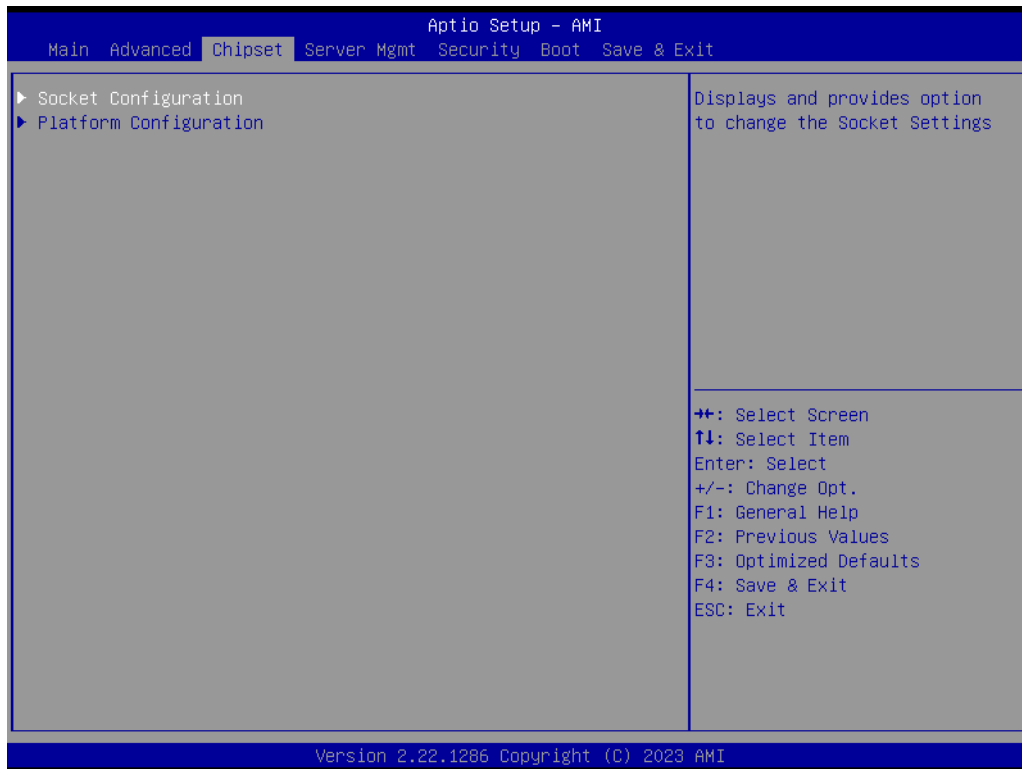 Aptio Setup – AMI
Main Advanced Chipset Server Mgmt Security Boot Save & Exit
▶ Socket Configuration
▶ Platform Configuration
Displays and provides option
to change the Socket Settings
→←: Select Screen
↑↓: Select Item
Enter: Select
+/-: Change Opt.
F1: General Help
F2: Previous Values
F3: Optimized Defaults
F4: Save & Exit
ESC: Exit
Version 2.22.1286 Copyright (C) 2023 AMI